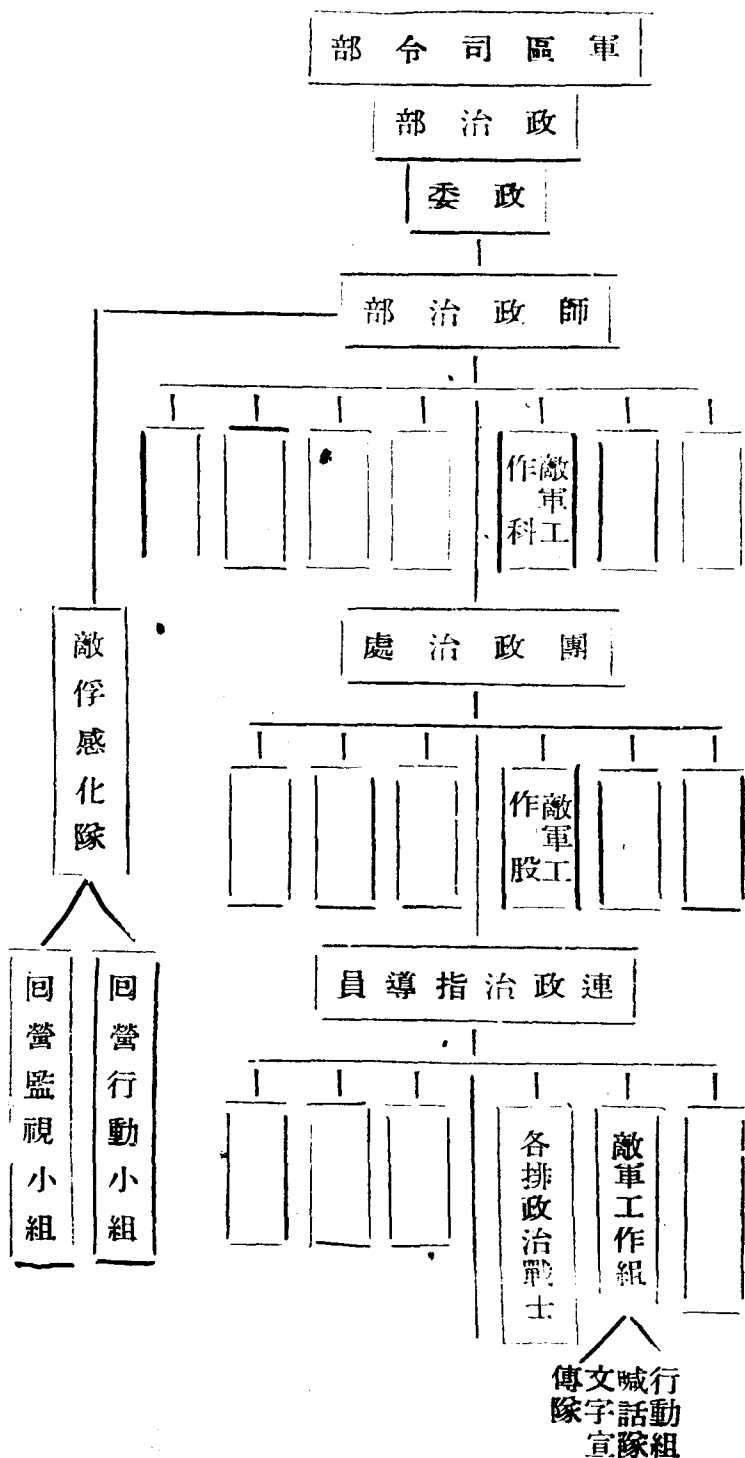 軍區司令部
政治部
政委
師政治部
敵軍工
作科
團政治處
敵軍工
作股
連政治指導員
敵軍工作組
各排政治戰士
行動組
喊話隊
文字宣
傳隊
敵俘感化隊
回營行動小組
回營監視小組